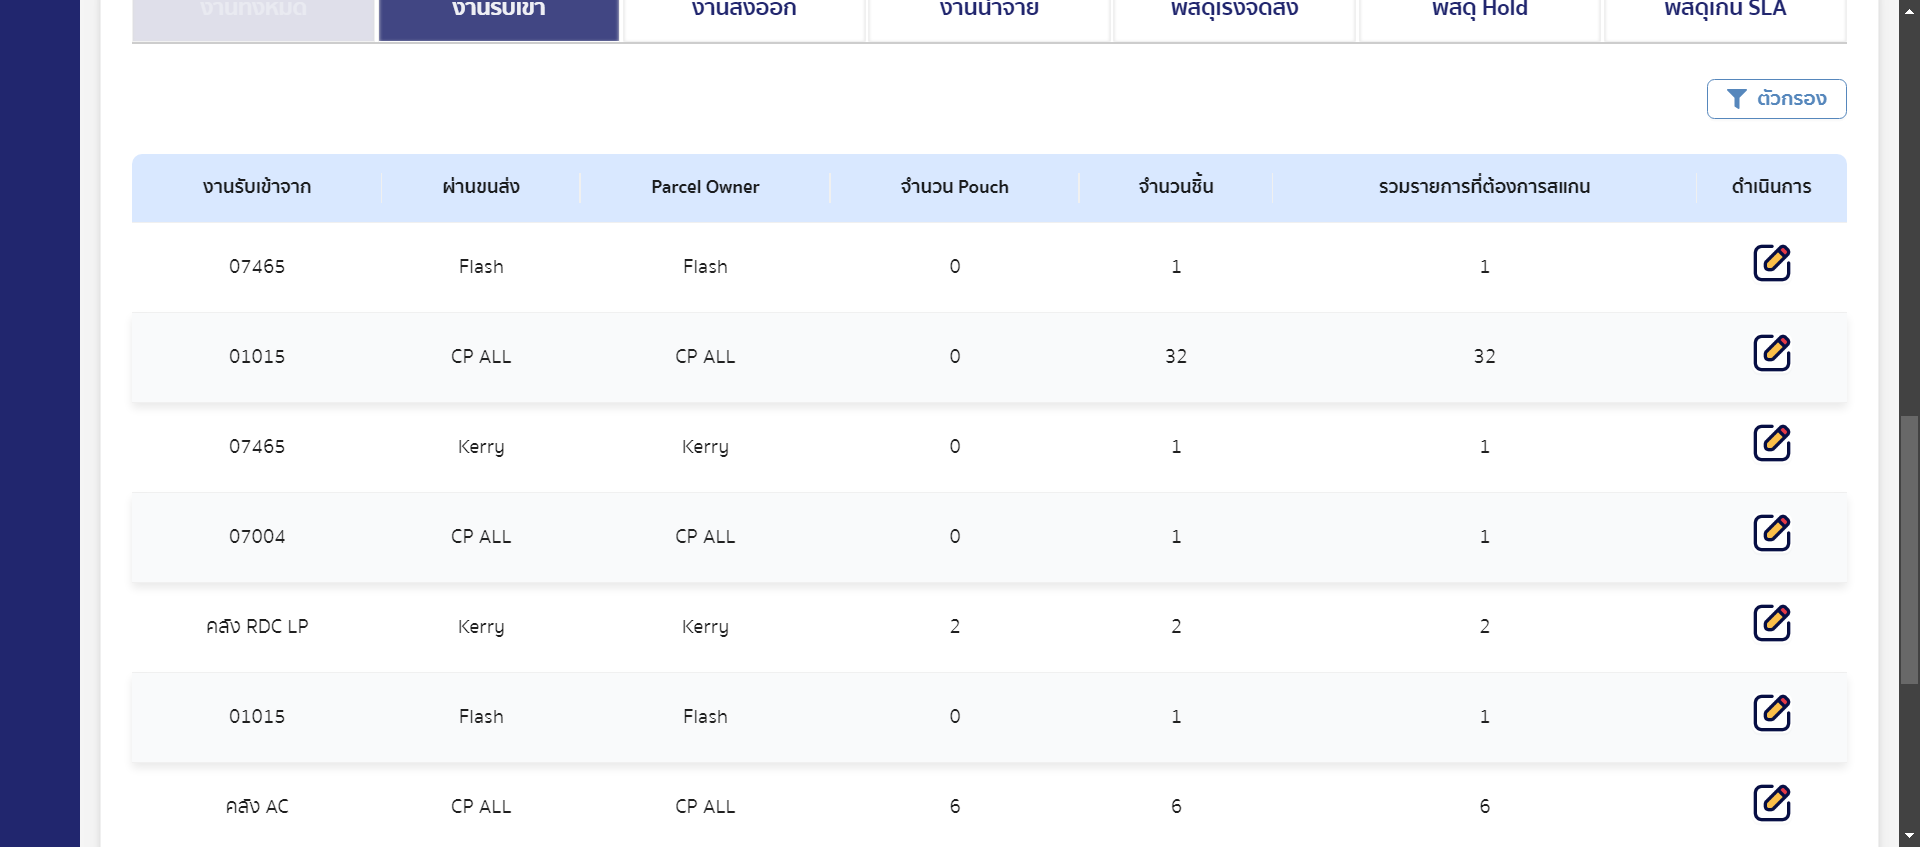 งานทั้งหมด งานรับเข้า งานส่งออก งานนำจ่าย พัสดุเร่งจัดส่ง พัสดุ Hold พัสดุเกิน SLA
ตัวกรอง
งานรับเข้าจาก ผ่านขนส่ง Parcel Owner จำนวน Pouch จำนวนชิ้น รวมรายการที่ต้องการสแกน ดำเนินการ
07465 Flash Flash 0 1 1
01015 CP ALL CP ALL 0 32 32
07465 Kerry Kerry 0 1 1
07004 CP ALL CP ALL 0 1 1
คลัง RDC LP Kerry Kerry 2 2 2
01015 Flash Flash 0 1 1
คลัง AC CP ALL CP ALL 6 6 6